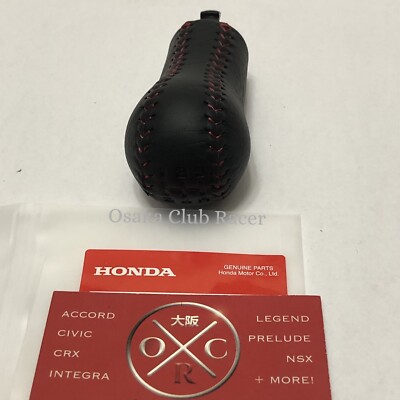 Osaka Club Racer
HONDA
GENUINE PARTS
Honda Motor Co., Ltd.
ACCORD
CIVIC
CRX
INTEGRA
大阪
O C
R
LEGEND
PRELUDE
NSX
+ MORE!